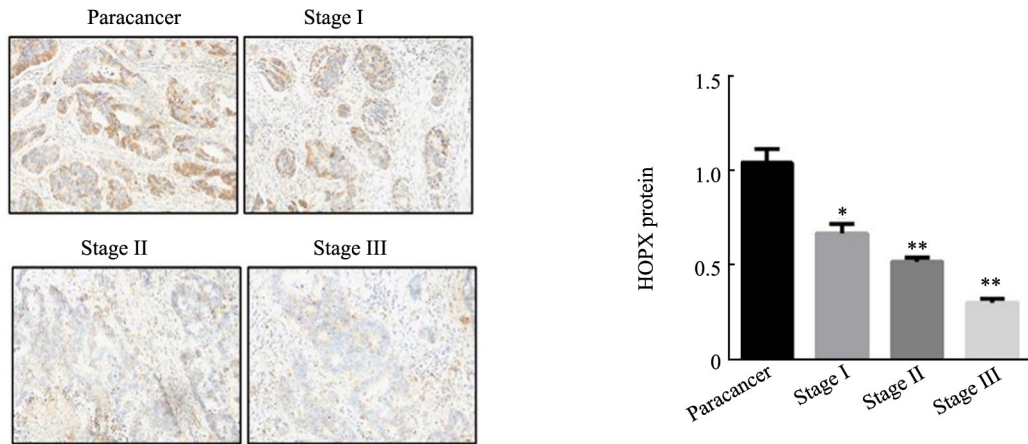 Paracancer
Stage I
Stage II
Stage III
HOPX protein
1.5
1.0
0.5
0
*
**
**
Paracancer
Stage I
Stage II
Stage III